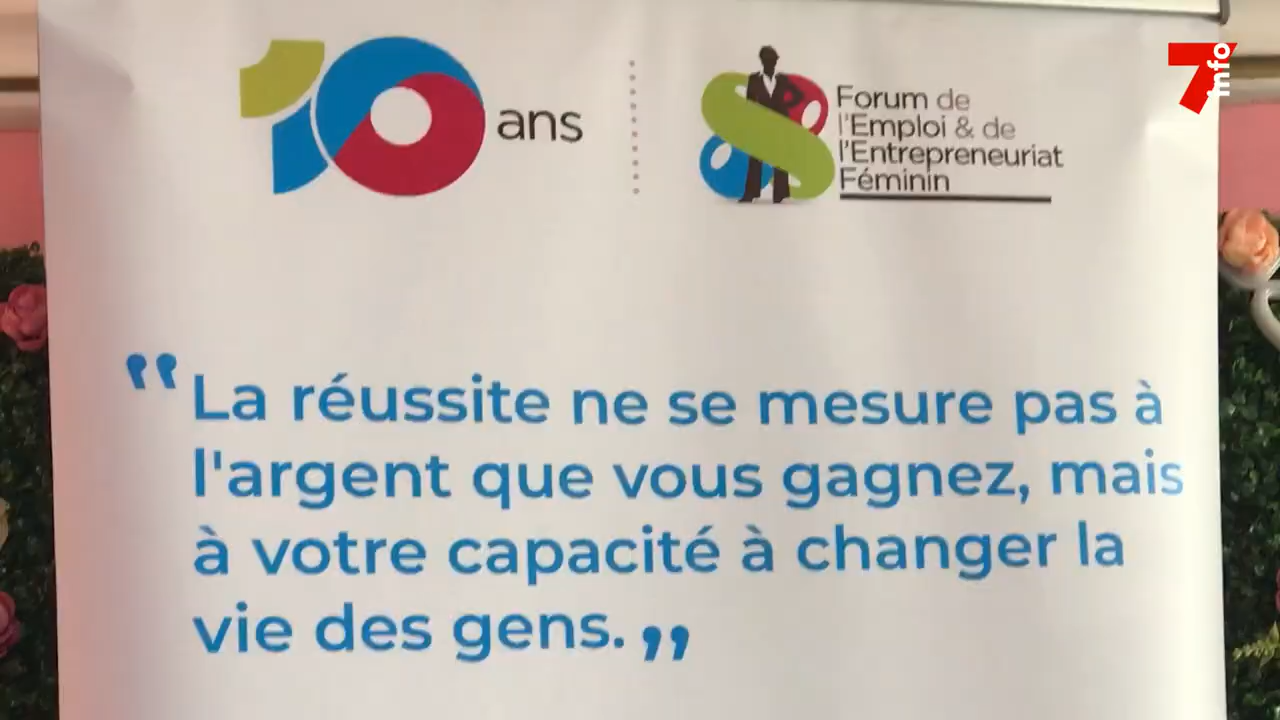 10 ans
Forum de
l'Emploi & de
l'Entrepreneuriat
Féminin
7info
"La réussite ne se mesure pas à
l'argent que vous gagnez, mais
à votre capacité à changer la
vie des gens.”